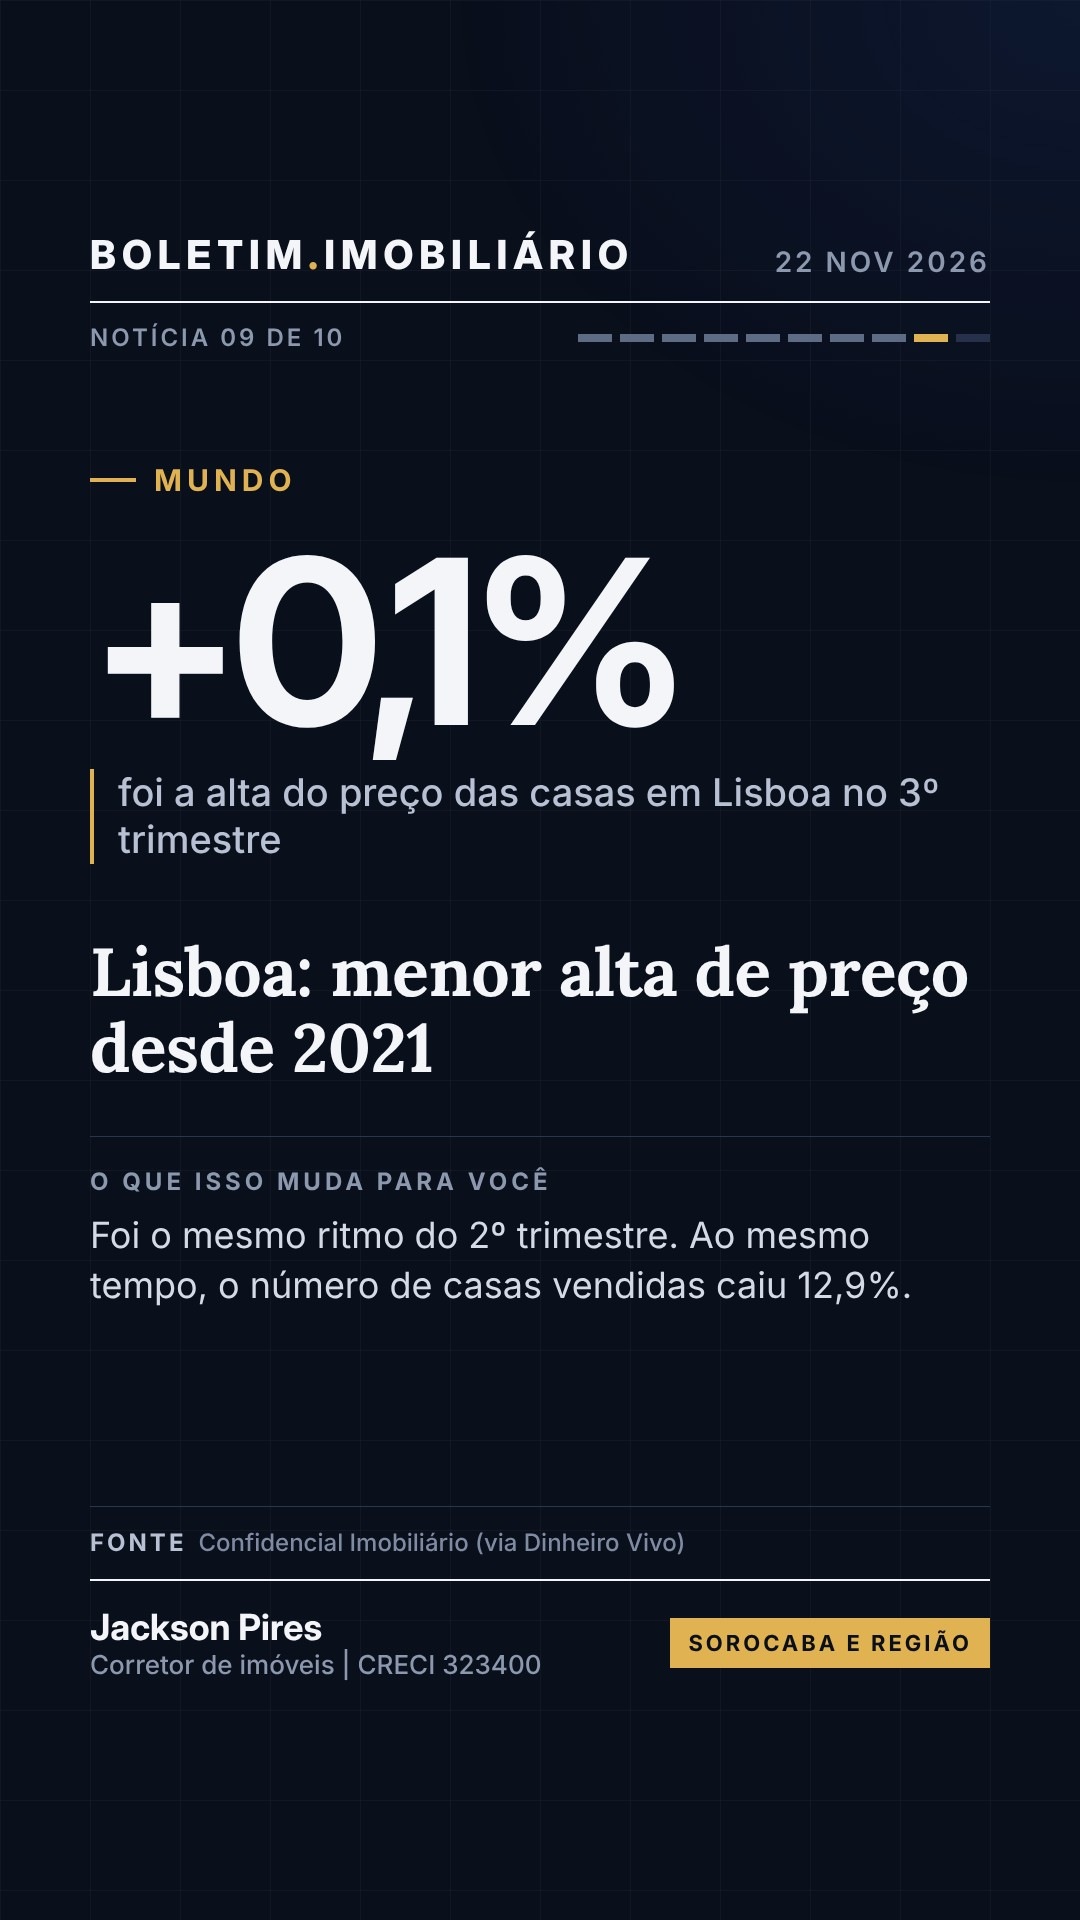 BOLETIM.IMOBILIÁRIO
22 NOV 2026
NOTÍCIA 09 DE 10
MUNDO
+0,1%
foi a alta do preço das casas em Lisboa no 3º
trimestre
Lisboa: menor alta de preço
desde 2021
O QUE ISSO MUDA PARA VOCÊ
Foi o mesmo ritmo do 2º trimestre. Ao mesmo
tempo, o número de casas vendidas caiu 12,9%.
FONTE Confidencial Imobiliário (via Dinheiro Vivo)
Jackson Pires
Corretor de imóveis | CRECI 323400
SOROCABA E REGIÃO